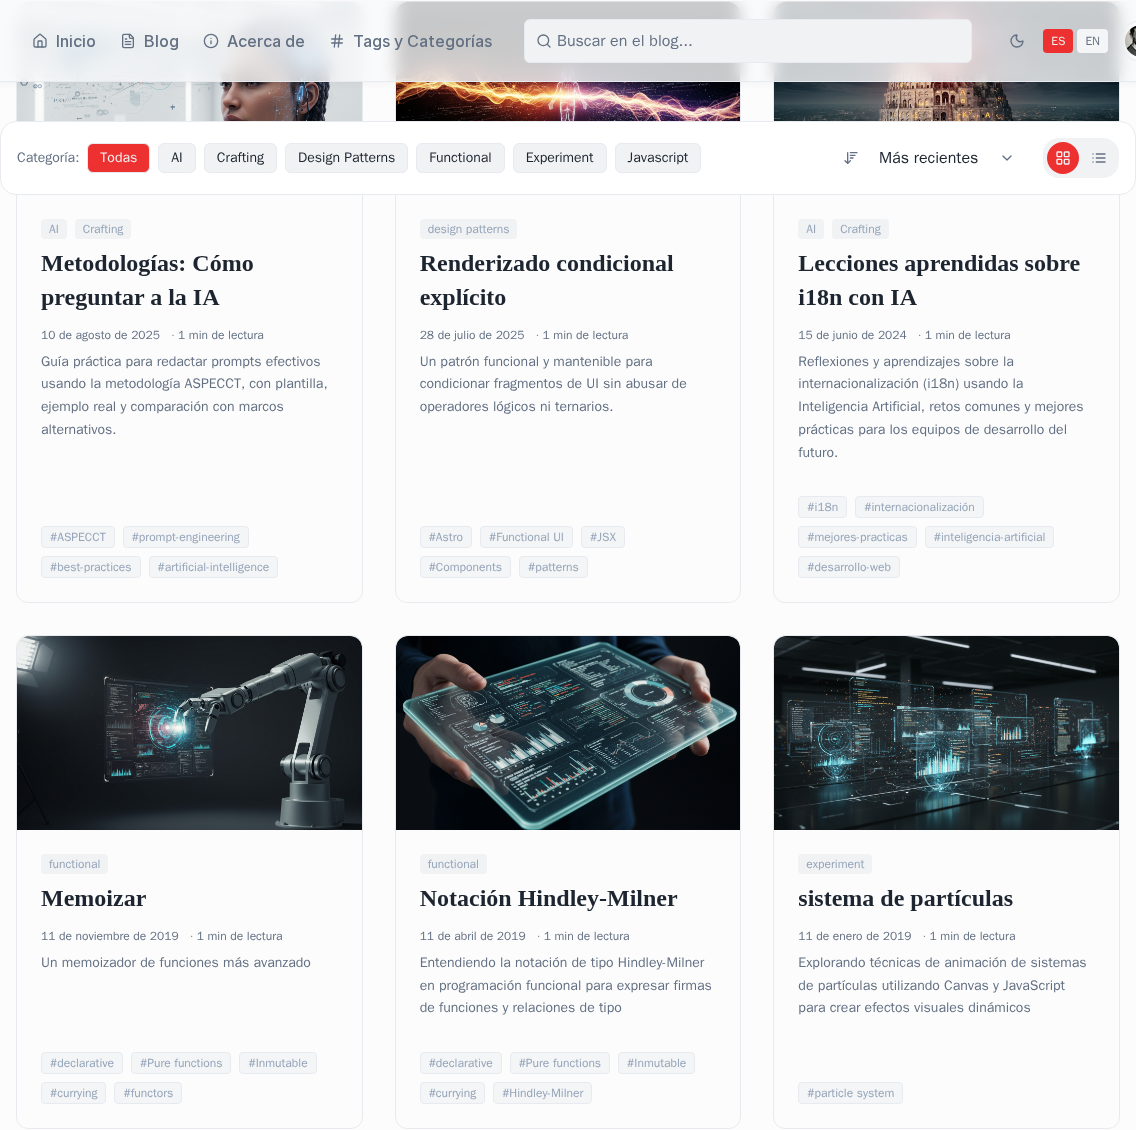 Inicio Blog Acerca de Tags y Categorías Buscar en el blog... ES EN
Categoría: Todas AI Crafting Design Patterns Functional Experiment Javascript Más recientes
AI Crafting
Metodologías: Cómo
preguntar a la IA
10 de agosto de 2025 · 1 min de lectura
Guía práctica para redactar prompts efectivos
usando la metodología ASPECCT, con plantilla,
ejemplo real y comparación con marcos
alternativos.
#ASPECCT #prompt-engineering
#best-practices #artificial-intelligence
design patterns
Renderizado condicional
explícito
28 de julio de 2025 · 1 min de lectura
Un patrón funcional y mantenible para
condicionar fragmentos de UI sin abusar de
operadores lógicos ni ternarios.
#Astro #Functional UI #JSX
#Components #patterns
AI Crafting
Lecciones aprendidas sobre
i18n con IA
15 de junio de 2024 · 1 min de lectura
Reflexiones y aprendizajes sobre la
internacionalización (i18n) usando la
Inteligencia Artificial, retos comunes y mejores
prácticas para los equipos de desarrollo del
futuro.
#i18n #internacionalización
#mejores-practicas #inteligencia-artificial
#desarrollo-web
functional
Memoizar
11 de noviembre de 2019 · 1 min de lectura
Un memoizador de funciones más avanzado
#declarative #Pure functions #Inmutable
#currying #functors
functional
Notación Hindley-Milner
11 de abril de 2019 · 1 min de lectura
Entendiendo la notación de tipo Hindley-Milner
en programación funcional para expresar firmas
de funciones y relaciones de tipo
#declarative #Pure functions #Inmutable
#currying #Hindley-Milner
experiment
sistema de partículas
11 de enero de 2019 · 1 min de lectura
Explorando técnicas de animación de sistemas
de partículas utilizando Canvas y JavaScript
para crear efectos visuales dinámicos
#particle system